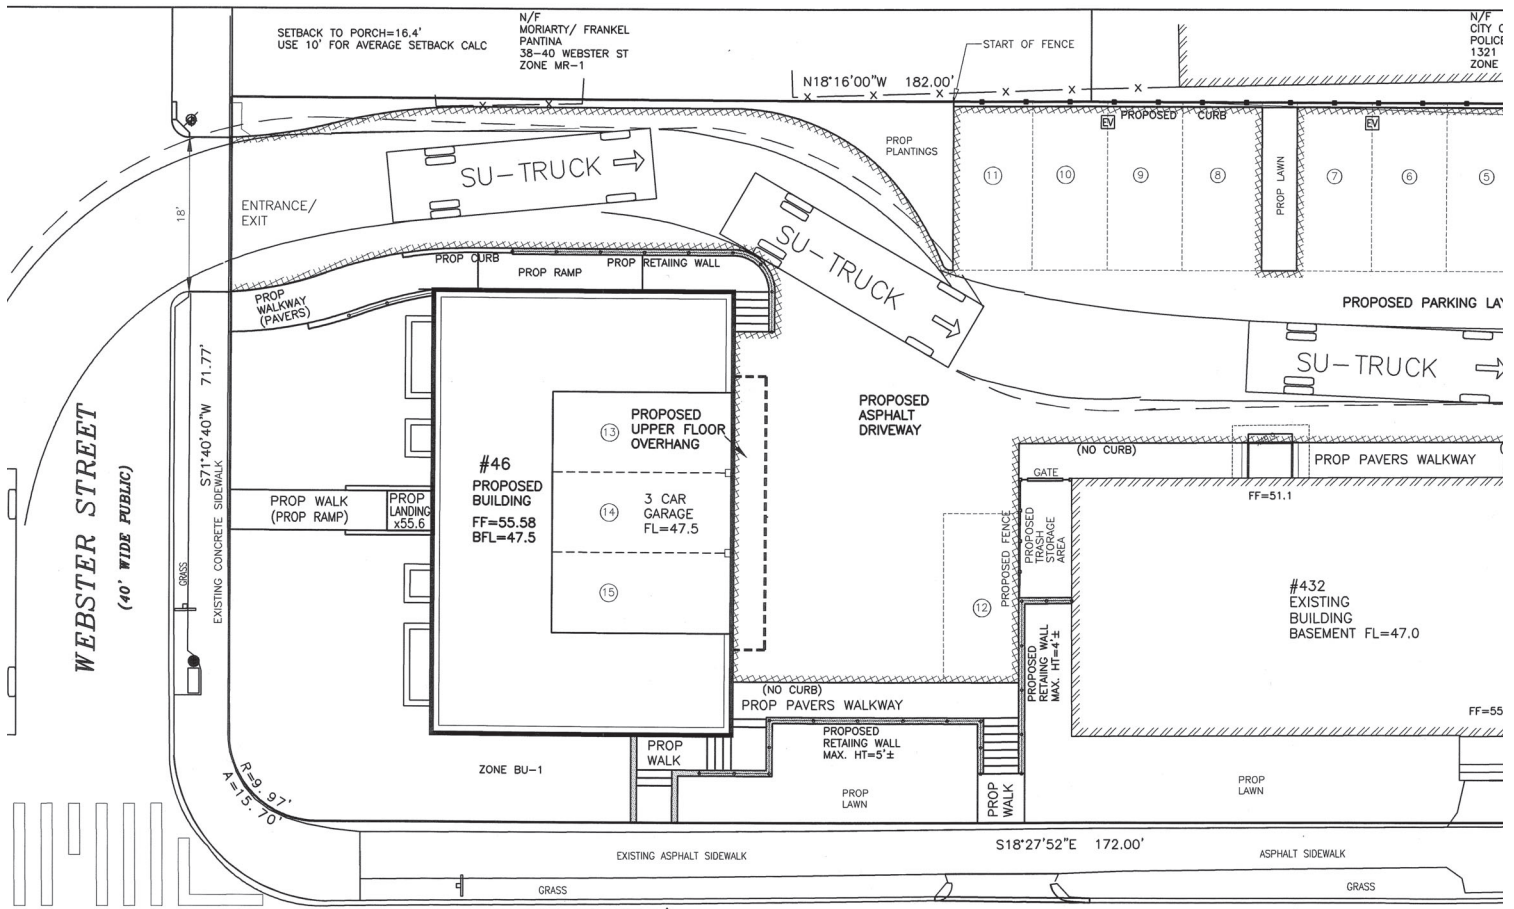 SETBACK TO PORCH=16.4'
USE 10' FOR AVERAGE SETBACK CALC
N/F
MORIARTY/ FRANKEL
PANTINA
38-40 WEBSTER ST
ZONE MR-1
START OF FENCE
N/F
CITY
POLICE
1321
ZONE
N18°16'00"W 182.00'
X X X X X X X X
EV
PROPOSED CURB
EV
PROP
PLANTINGS
11
10
9
8
PROP LAWN
7
6
5
SU-TRUCK
18'
ENTRANCE/
EXIT
SU-TRUCK
PROP CURB
PROP RETAIING WALL
PROP RAMP
PROP
WALKWAY
(PAVERS)
PROPOSED PARKING LA
SU-TRUCK
S71°40'40"W 71.77'
EXISTING CONCRETE SIDEWALK
WEBSTER STREET
(40' WIDE PUBLIC)
GRASS
PROPOSED
UPPER FLOOR
OVERHANG
13
PROPOSED
ASPHALT
DRIVEWAY
(NO CURB)
PROP PAVERS WALKWAY
GATE
FF=51.1
#46
PROPOSED
BUILDING
FF=55.58
BFL=47.5
14
3 CAR
GARAGE
FL=47.5
PROP WALK
(PROP RAMP)
PROP
LANDING
x55.6
15
PROPOSED FENCE
PROPOSED
TRASH
STORAGE
AREA
12
#432
EXISTING
BUILDING
BASEMENT FL=47.0
PROPOSED
RETAIING WALL
MAX. HT=4'±
(NO CURB)
PROP PAVERS WALKWAY
FF=55
PROP
WALK
PROPOSED
RETAIING WALL
MAX. HT=5'±
ZONE BU-1
R=9.97'
A=15.70'
PROP
LAWN
PROP
WALK
PROP
LAWN
S18°27'52"E 172.00'
EXISTING ASPHALT SIDEWALK
ASPHALT SIDEWALK
GRASS
GRASS